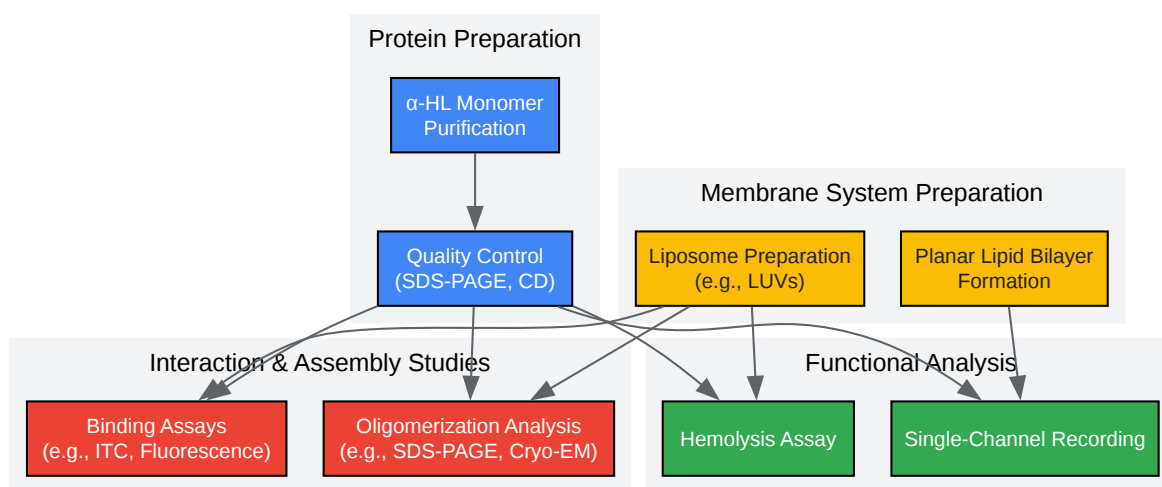 Protein Preparation
α-HL Monomer
Purification
Membrane System Preparation
Quality Control
(SDS-PAGE, CD)
Liposome Preparation
(e.g., LUVs)
Planar Lipid Bilayer
Formation
Interaction & Assembly Studies
Functional Analysis
Binding Assays
(e.g., ITC, Fluorescence)
Oligomerization Analysis
(e.g., SDS-PAGE, Cryo-EM)
Hemolysis Assay
Single-Channel Recording